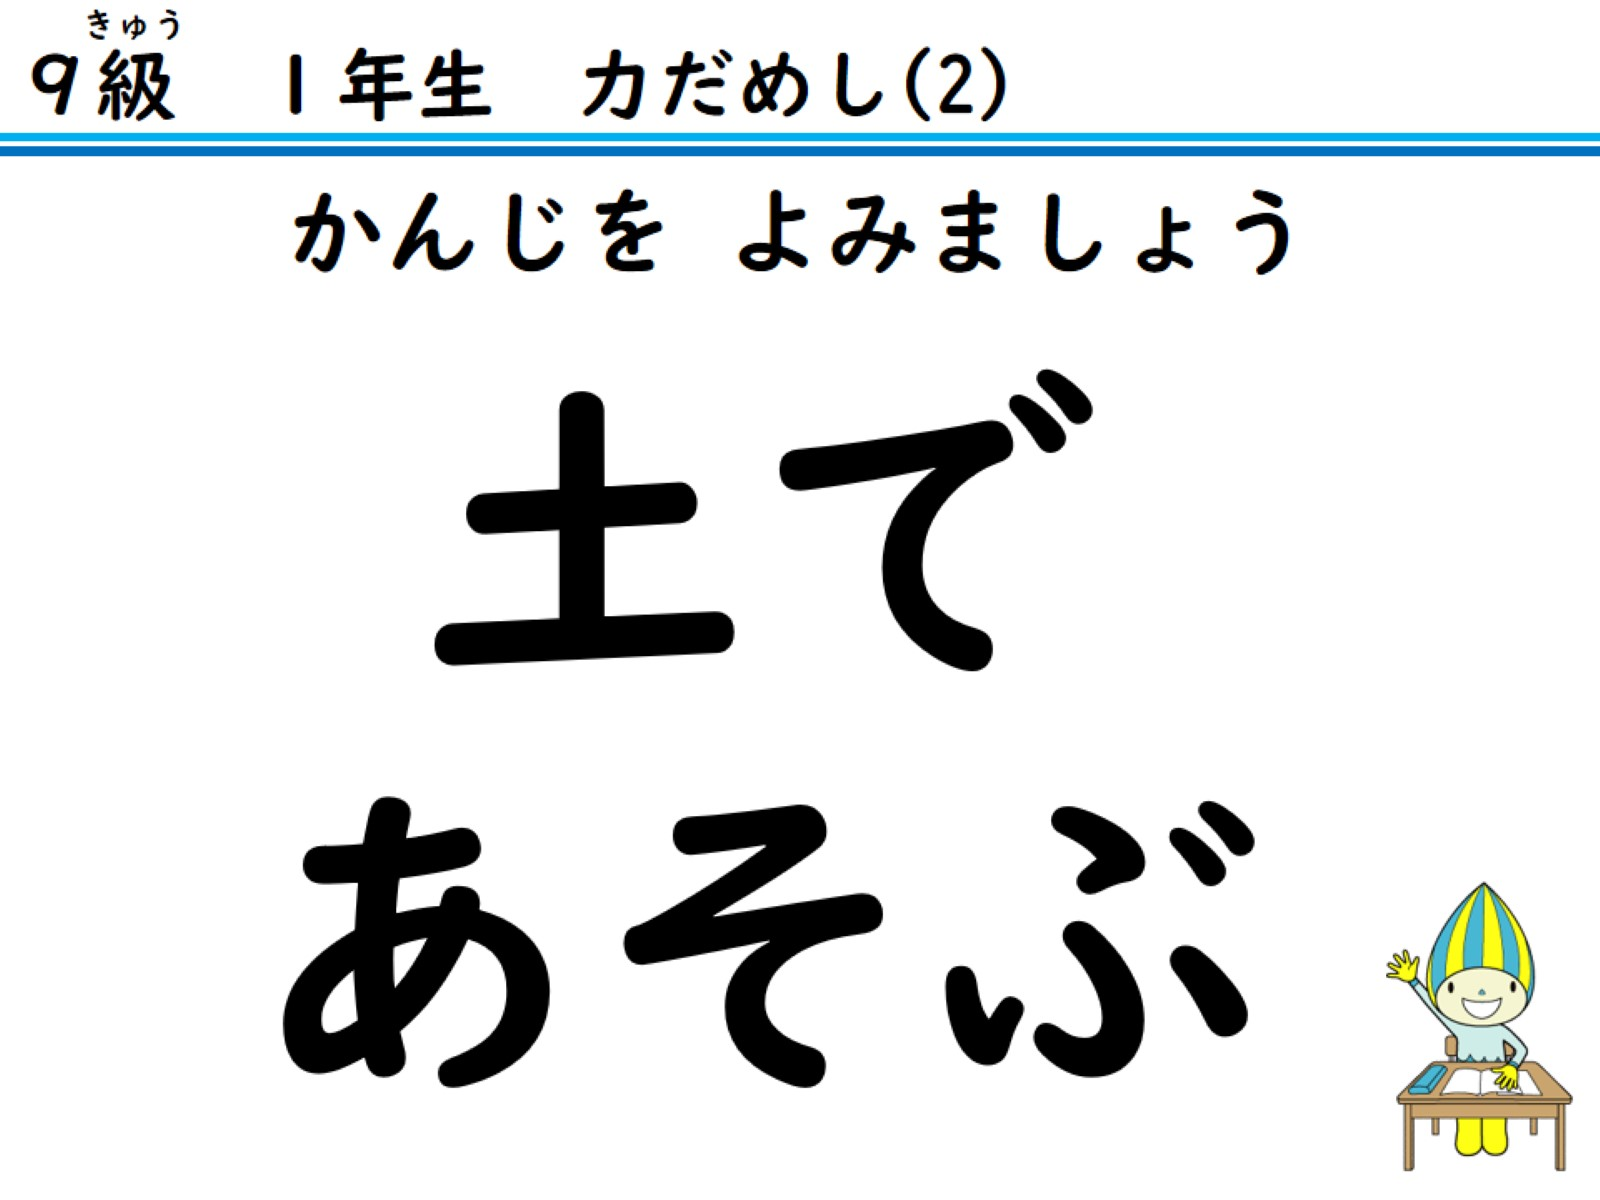 きゅう
9級　1年生　力だめし(2)
かんじを よみましょう
土で
あそぶ